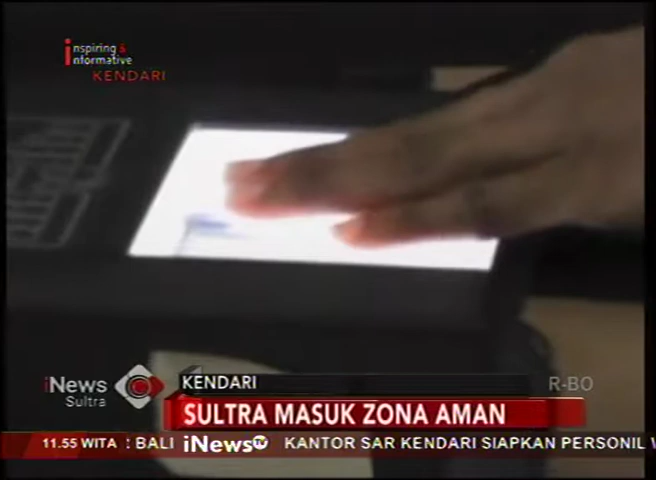 inspiring &
informative
KENDARI
iNews
Sultra
KENDARI
R-BO
SULTRA MASUK ZONA AMAN
11.55 WITA : BALI iNewsTV KANTOR SAR KENDARI SIAPKAN PERSONIL